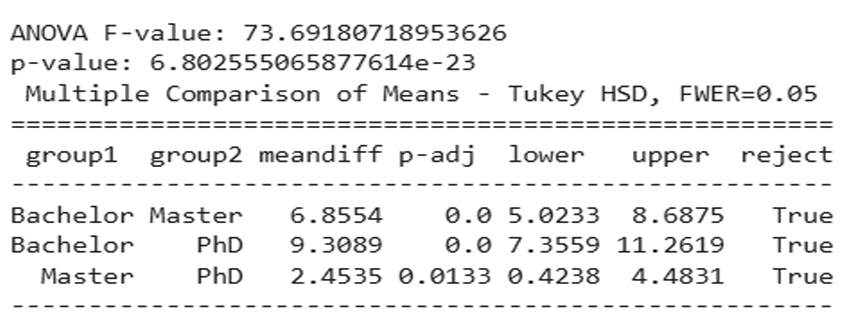 ANOVA F-value: 73.69180718953626
p-value: 6.802555065877614e-23
Multiple Comparison of Means - Tukey HSD, FWER=0.05
=====================================================
group1 group2 meandiff p-adj lower upper reject
-----------------------------------------------------
Bachelor Master 6.8554 0.0 5.0233 8.6875 True
Bachelor PhD 9.3089 0.0 7.3559 11.2619 True
Master PhD 2.4535 0.0133 0.4238 4.4831 True
-----------------------------------------------------